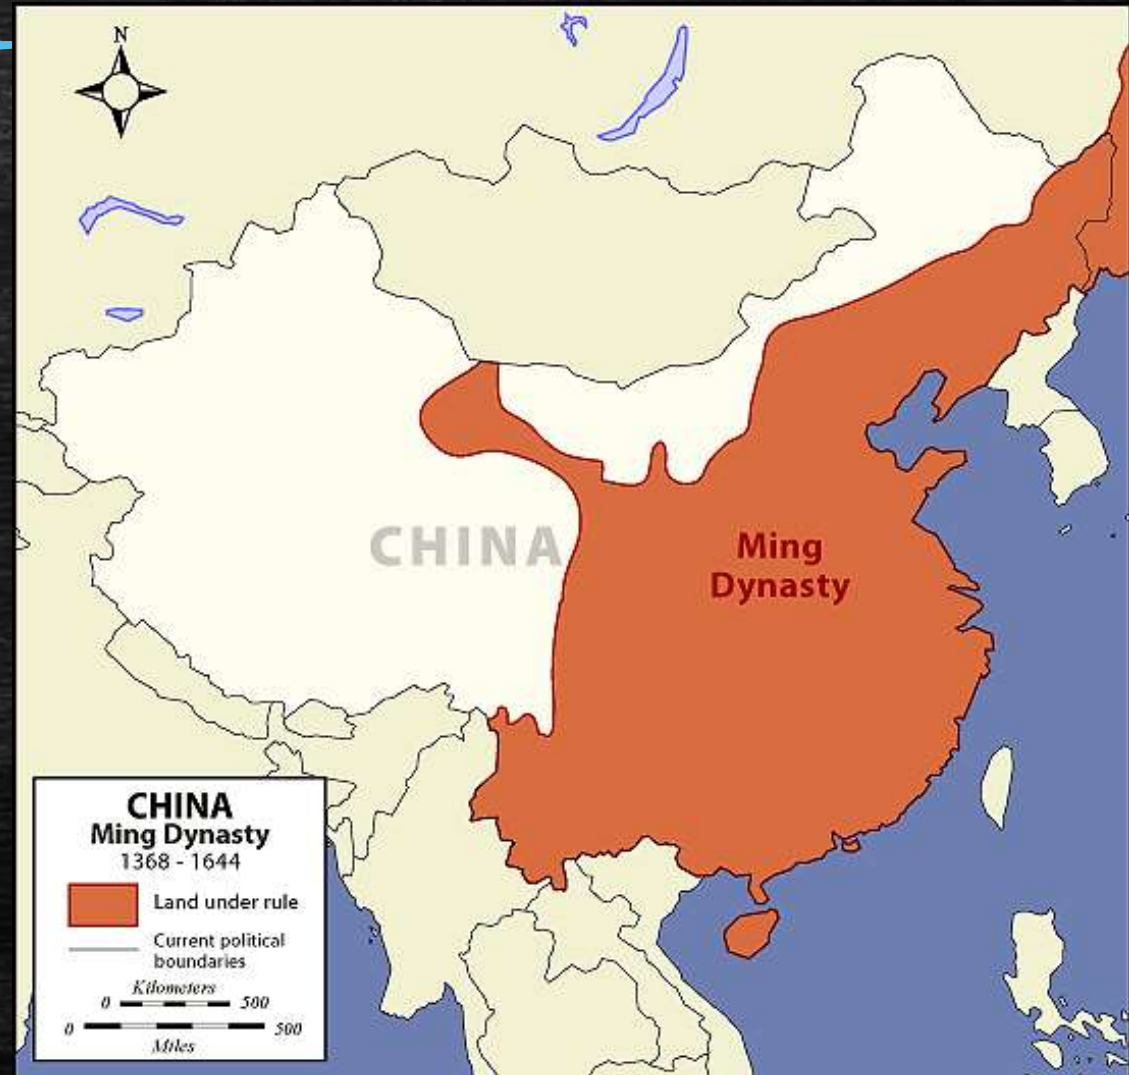 N
CHINA
Ming
Dynasty
CHINA
Ming Dynasty
1368 - 1644
Land under rule
Current political
boundaries
Kilometers
0 500
0 500
Miles